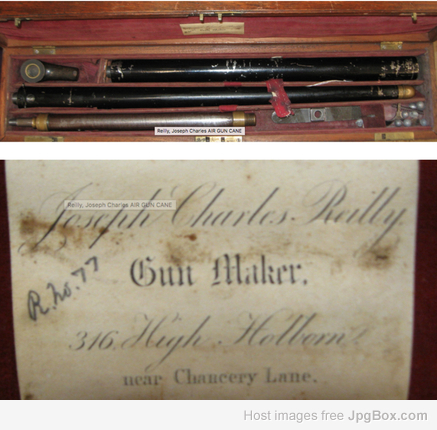 Reilly, Joseph Charles AIR GUN CANE
Reilly, Joseph Charles AIR GUN CANE
Joseph Charles Reilly
Gun Maker.
R. No. 77
316 High Holborn
near Chancery Lane.
Host images free JpgBox.com